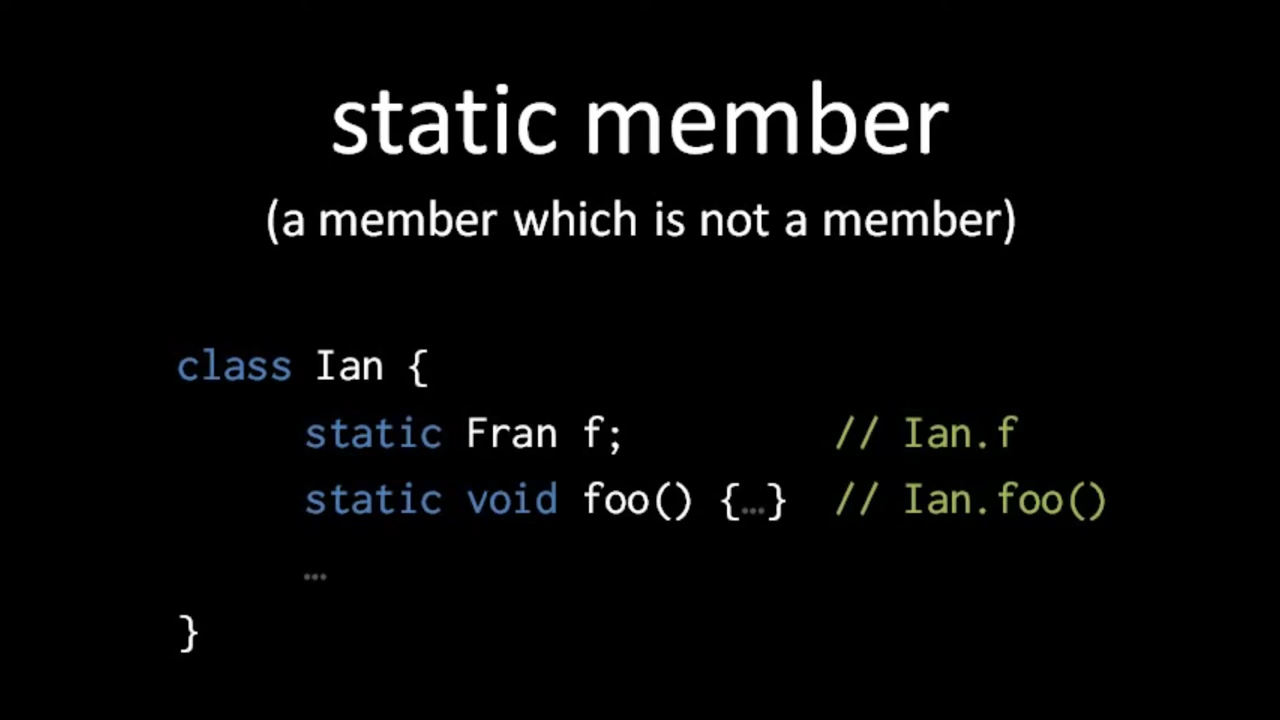 static member
(a member which is not a member)
class Ian {
static Fran f; // Ian.f
static void foo() {…} // Ian.foo()
…
}